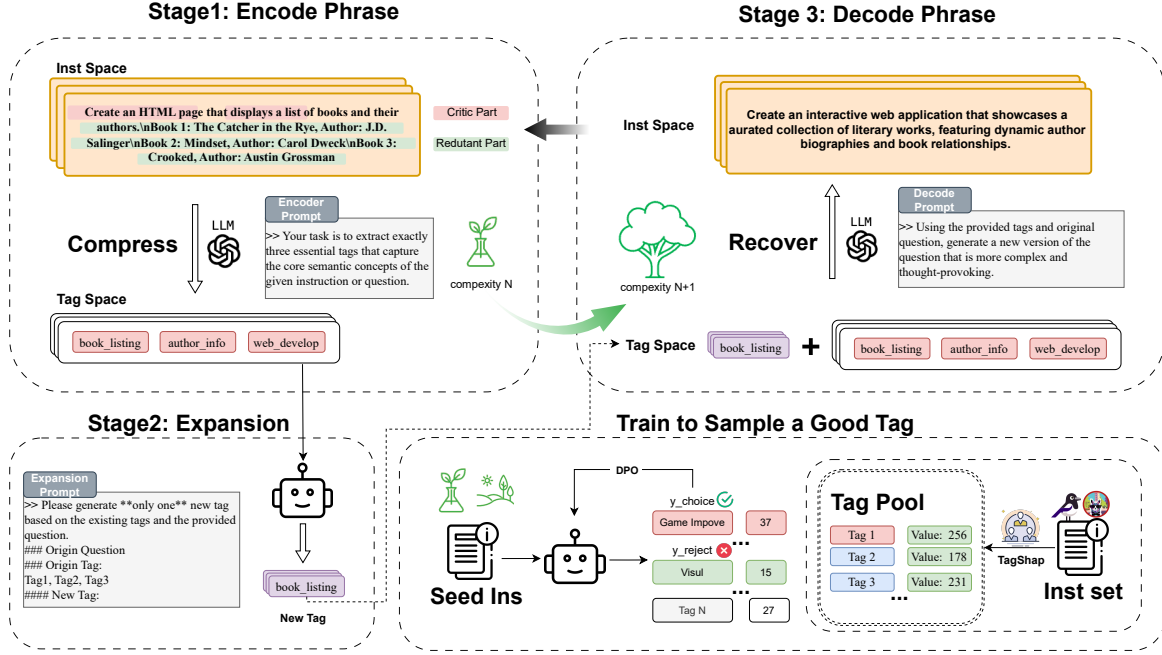 Stage1: Encode Phrase
Inst Space
Create an HTML page that displays a list of books and their
authors.\nBook 1: The Catcher in the Rye, Author: J.D.
Salinger\nBook 2: Mindset, Author: Carol Dweck\nBook 3:
Crooked, Author: Austin Grossman
Critic Part
Redutant Part
Compress
LLM
Encoder
Prompt
>> Your task is to extract exactly
three essential tags that capture
the core semantic concepts of the
given instruction or question.
compexity N
Tag Space
book_listing
author_info
web_develop
Stage 3: Decode Phrase
Inst Space
Create an interactive web application that showcases a
aurated collection of literary works, featuring dynamic author
biographies and book relationships.
compexity N+1
Recover
LLM
Decode
Prompt
>> Using the provided tags and original
question, generate a new version of the
question that is more complex and
thought-provoking.
Tag Space
book_listing
+
book_listing
author_info
web_develop
Stage2: Expansion
Expansion
Prompt
>> Please generate **only one** new tag
based on the existing tags and the provided
question.
### Origin Question
### Origin Tag:
Tag1, Tag2, Tag3
#### New Tag:
book_listing
New Tag
Train to Sample a Good Tag
Seed Ins
DPO
y_choice
Game Impove
37
...
y_reject
Visul
15
...
Tag N
27
Tag Pool
Tag 1
Value: 256
Tag 2
Value: 178
Tag 3
Value: 231
...
TagShap
Inst set